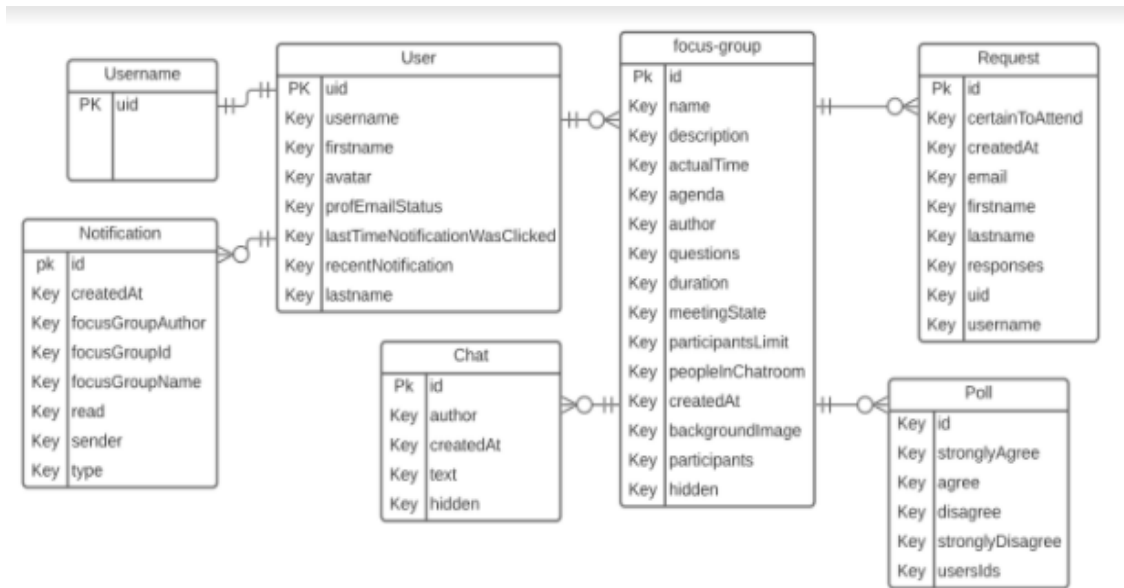 Username
PK uid
User
PK uid
Key username
Key firstname
Key avatar
Key profEmailStatus
Key lastTimeNotificationWasClicked
Key recentNotification
Key lastname
focus-group
Pk id
Key name
Key description
Key actualTime
Key agenda
Key author
Key questions
Key duration
Key meetingState
Key participantsLimit
Key peopleInChatroom
Key createdAt
Key backgroundImage
Key participants
Key hidden
Request
Pk id
Key certainToAttend
Key createdAt
Key email
Key firstname
Key lastname
Key responses
Key uid
Key username
Notification
pk id
Key createdAt
Key focusGroupAuthor
Key focusGroupId
Key focusGroupName
Key read
Key sender
Key type
Chat
Pk id
Key author
Key createdAt
Key text
Key hidden
Poll
Key id
Key stronglyAgree
Key agree
Key disagree
Key stronglyDisagree
Key usersIds